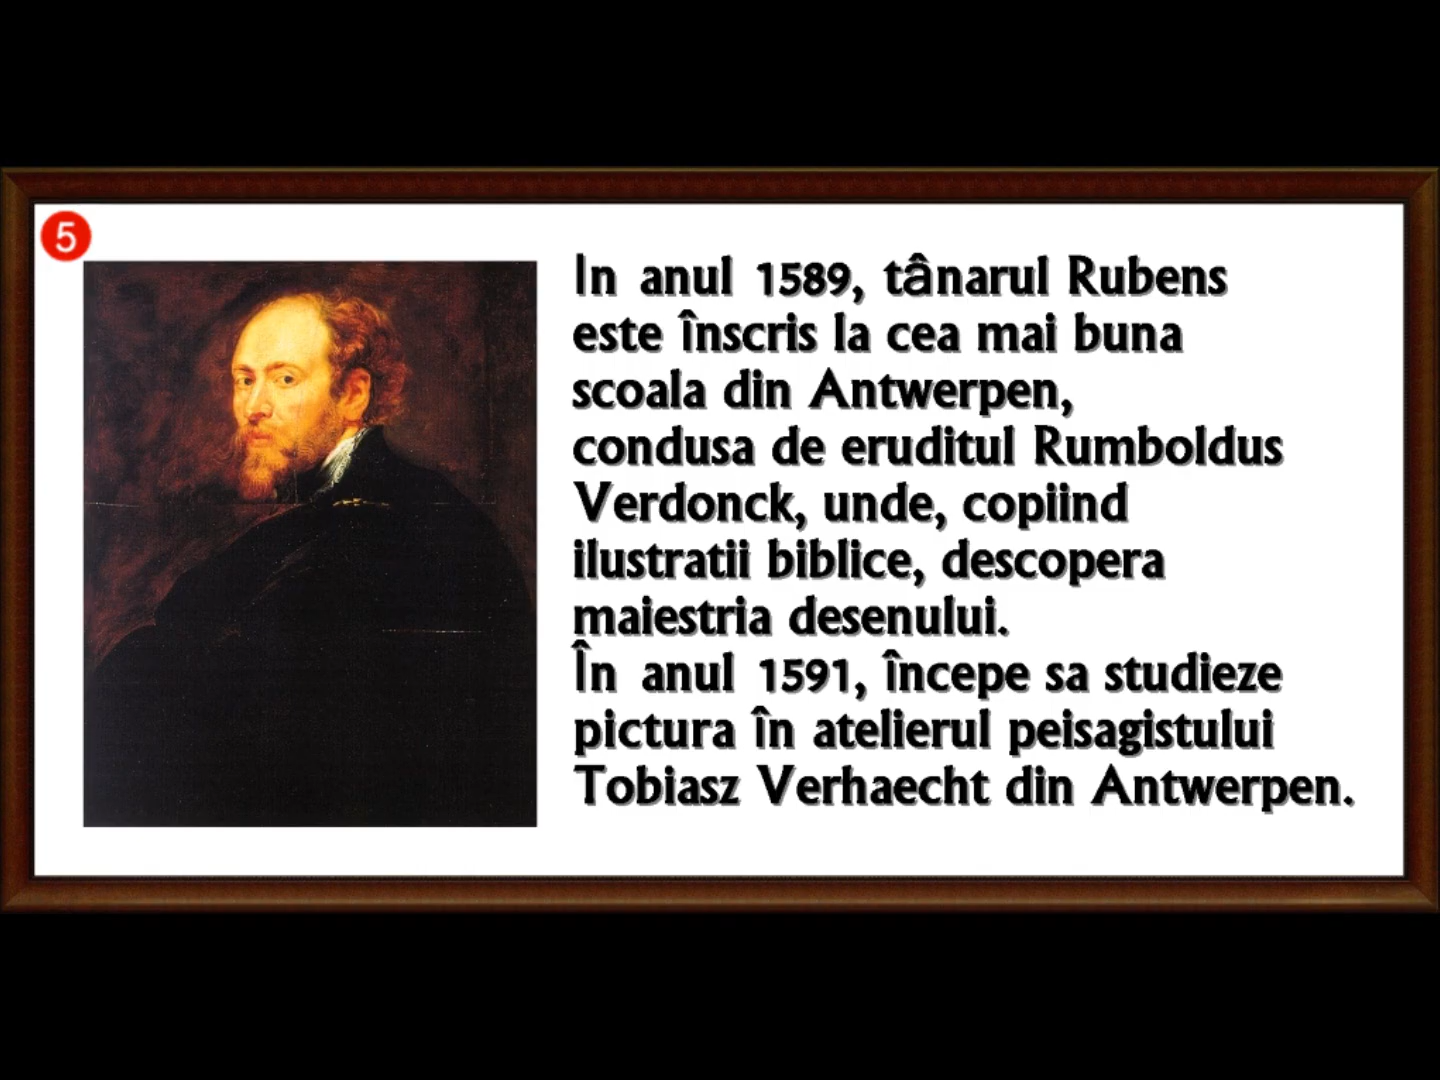 5
In anul 1589, tânarul Rubens
este înscris la cea mai buna
scoala din Antwerpen,
condusa de eruditul Rumboldus
Verdonck, unde, copiind
ilustratii biblice, descopera
maiestria desenului.
În anul 1591, începe sa studieze
pictura în atelierul peisagistului
Tobiasz Verhaecht din Antwerpen.